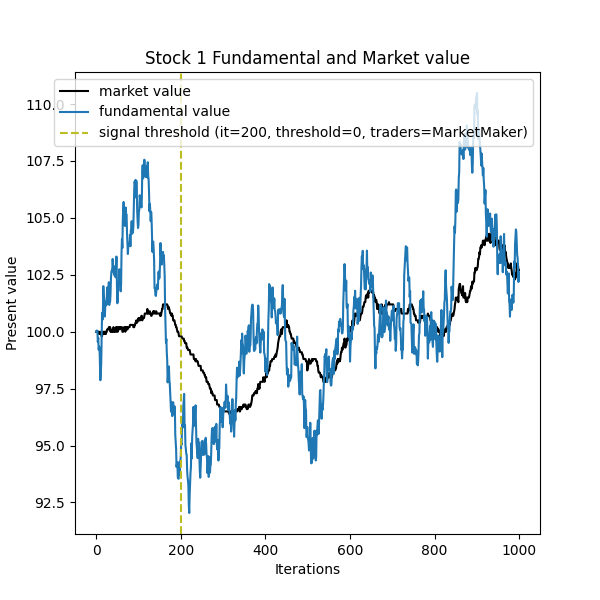 Stock 1 Fundamental and Market value
market value
fundamental value
signal threshold (it=200, threshold=0, traders=MarketMaker)
110.0
107.5
105.0
102.5
100.0
97.5
95.0
92.5
Present value
0 200 400 600 800 1000
Iterations